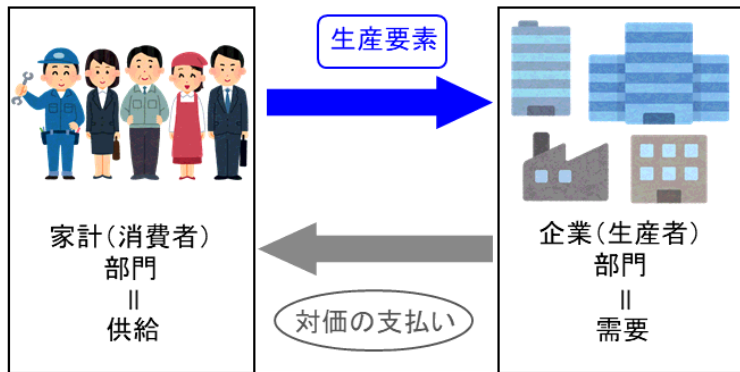 生産要素
家計(消費者)
部門
=
供給
企業(生産者)
部門
=
需要
対価の支払い